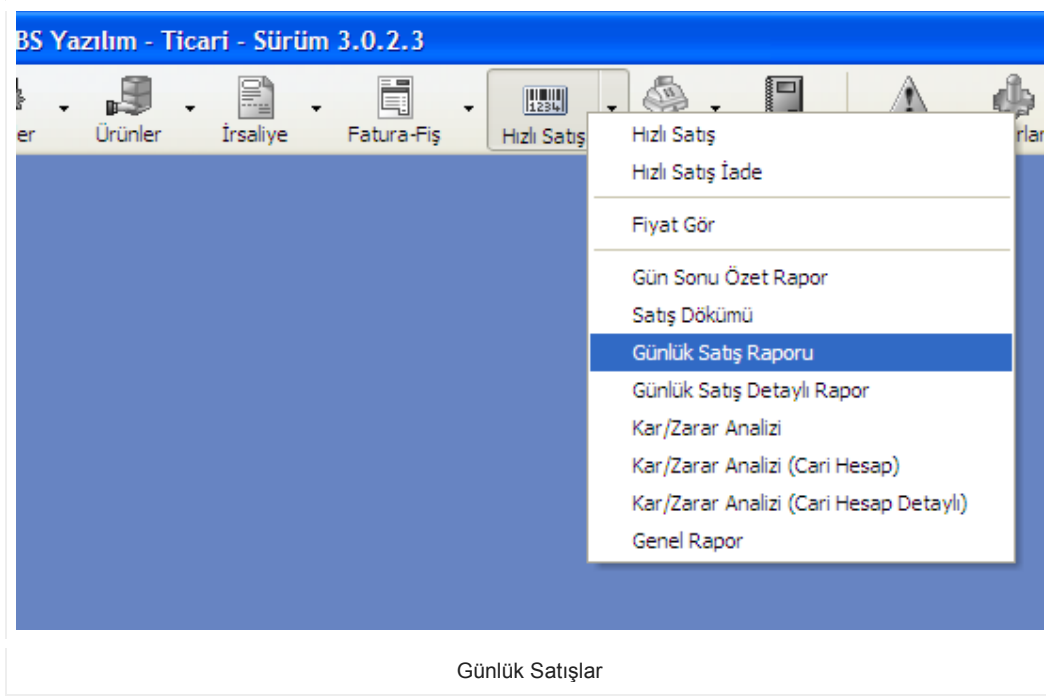 BS Yazılım - Ticari - Sürüm 3.0.2.3
er Ürünler İrsaliye Fatura-Fiş Hızlı Satış rlar
1234
Hızlı Satış
Hızlı Satış İade
Fiyat Gör
Gün Sonu Özet Rapor
Satış Dökümü
Günlük Satış Raporu
Günlük Satış Detaylı Rapor
Kar/Zarar Analizi
Kar/Zarar Analizi (Cari Hesap)
Kar/Zarar Analizi (Cari Hesap Detaylı)
Genel Rapor
Günlük Satışlar